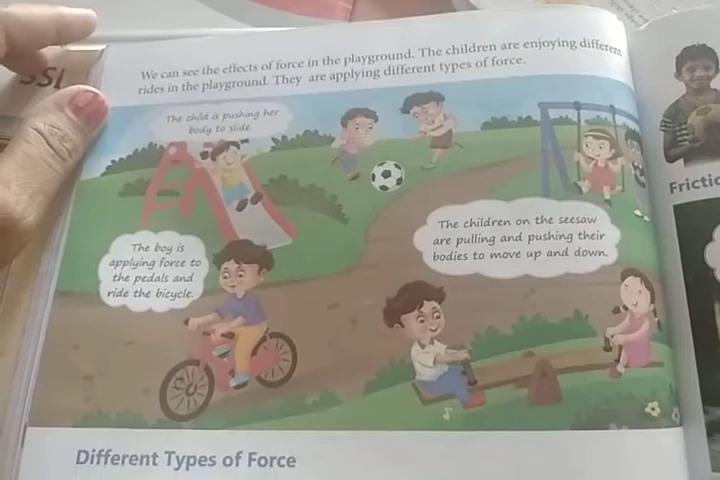 We can see the effects of force in the playground. The children are enjoying different
rides in the playground. They are applying different types of force.
The child is pushing her
body to slide
The children on the seesaw
are pulling and pushing their
bodies to move up and down.
The boy is
applying force to
the pedals and
ride the bicycle.
Different Types of Force